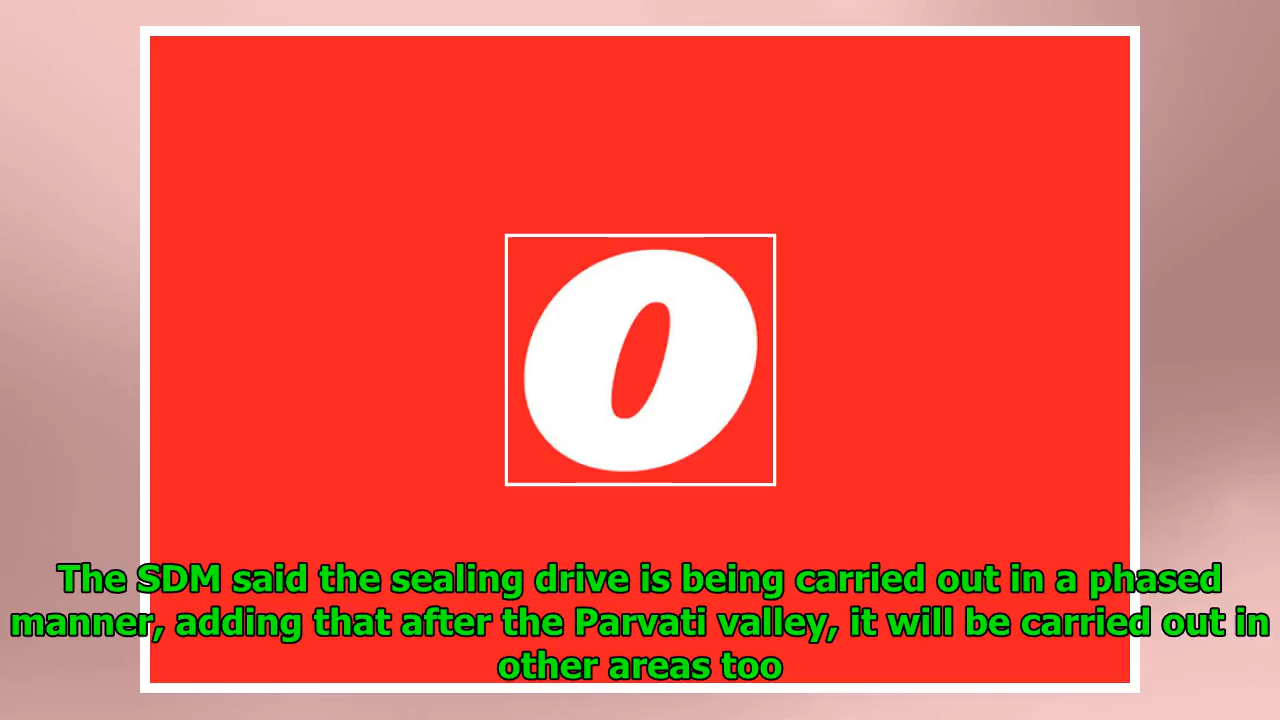 O
The SDM said the sealing drive is being carried out in a phased
manner, adding that after the Parvati valley, it will be carried out in
other areas too